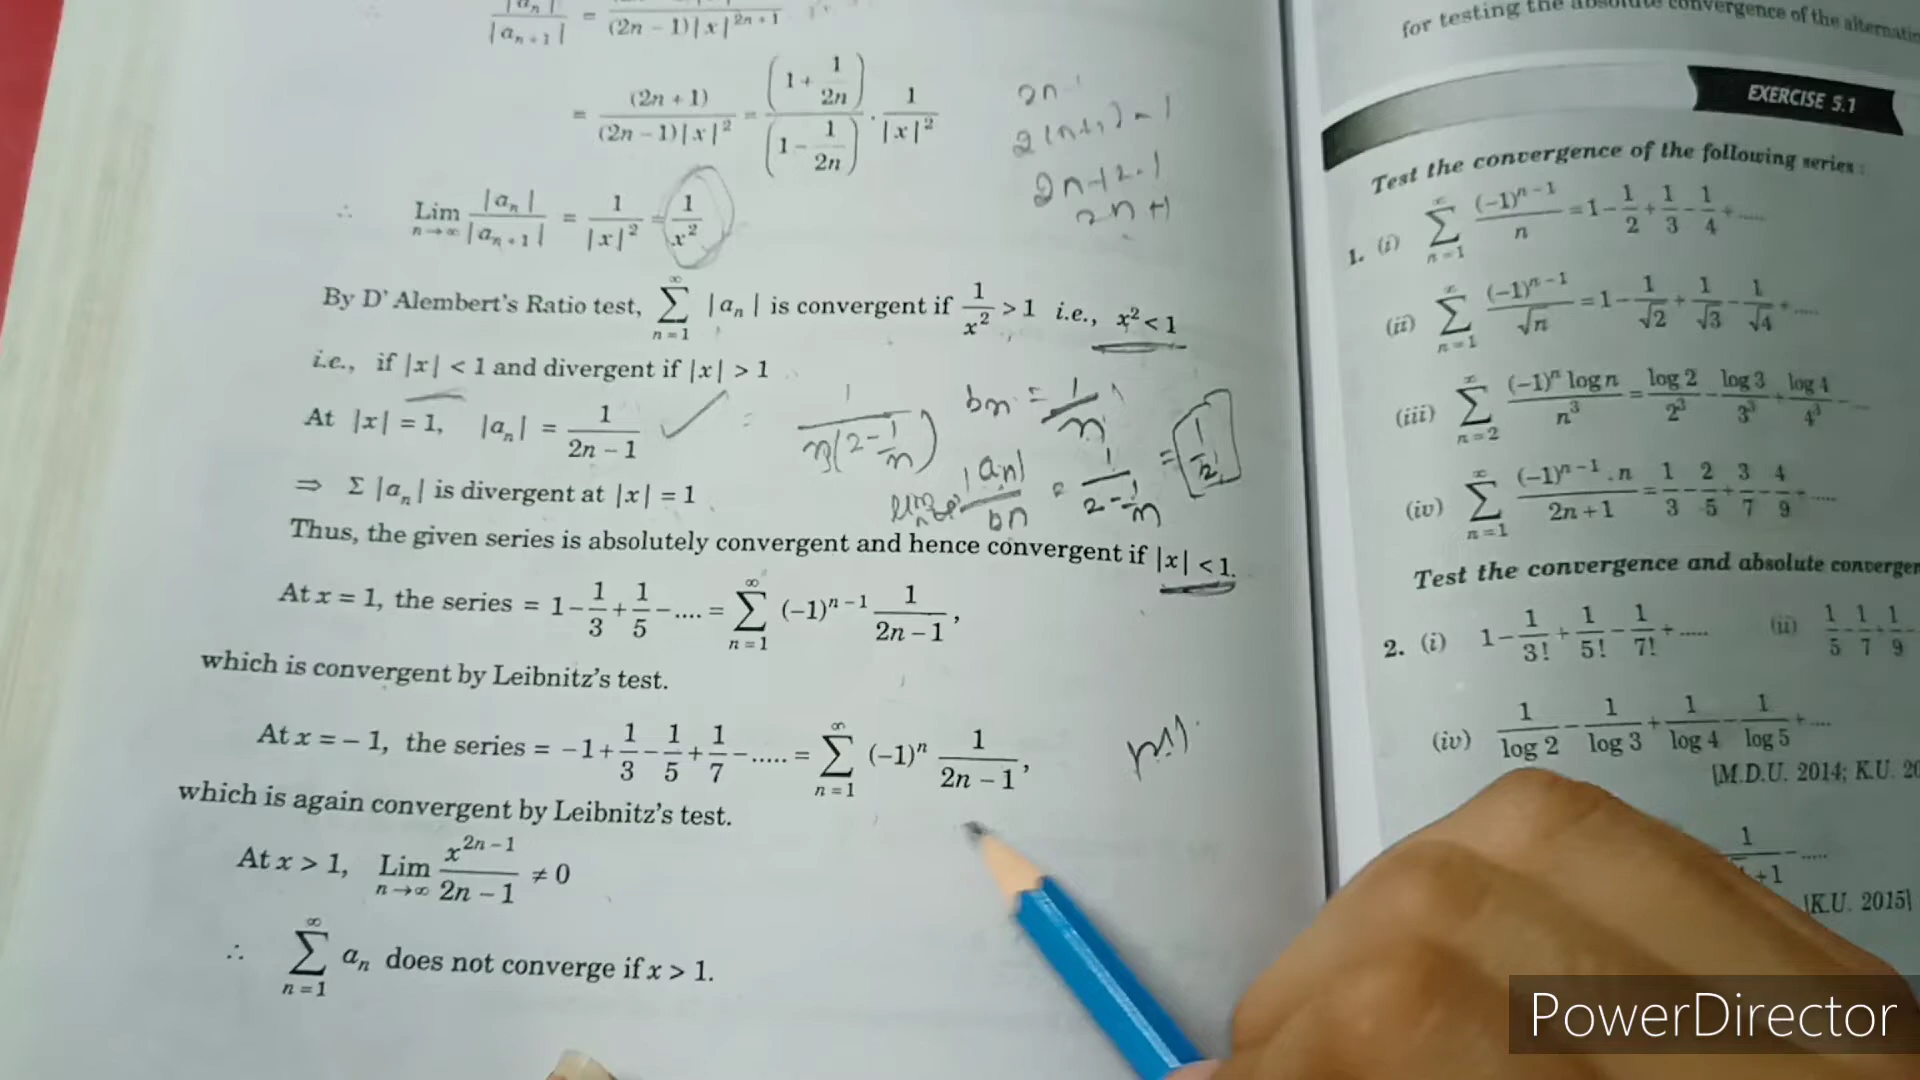 |aₙ| / |aₙ₊₁| = / (2n − 1)|x|²ⁿ⁺¹
= (2n + 1) / (2n − 1)|x|² = (1 + 1/2n) / (1 − 1/2n) · 1/|x|²
2n
2(n+1) − 1
2n+2−1
2n+1
∴ Lim n→∞ |aₙ| / |aₙ₊₁| = 1/|x|² = 1/x²
By D' Alembert's Ratio test, ∞ Σ n=1 |aₙ| is convergent if 1/x² > 1 i.e., x² < 1
i.e., if |x| < 1 and divergent if |x| > 1
At |x| = 1, |aₙ| = 1/(2n − 1) = 1/n(2 − 1/n) bn = 1/n
⇒ Σ |aₙ| is divergent at |x| = 1 |an|/bn = 1/(2 − 1/n) = 1/2
Thus, the given series is absolutely convergent and hence convergent if |x| < 1.
At x = 1, the series = 1 − 1/3 + 1/5 − .... = ∞ Σ n=1 (−1)ⁿ⁻¹ 1/(2n − 1),
which is convergent by Leibnitz's test.
At x = − 1, the series = −1 + 1/3 − 1/5 + 1/7 − ..... = ∞ Σ n=1 (−1)ⁿ 1/(2n − 1),
which is again convergent by Leibnitz's test.
At x > 1, Lim n→∞ x²ⁿ⁻¹/(2n − 1) ≠ 0
∴ ∞ Σ n=1 aₙ does not converge if x > 1.
for testing the absolute convergence of the
EXERCISE 5.1
Test the convergence of the following series :
1. (i) ∞ Σ n=1 (−1)ⁿ⁻¹/n = 1 − 1/2 + 1/3 − 1/4 + .....
(ii) ∞ Σ n=1 (−1)ⁿ⁻¹/√n = 1 − 1/√2 + 1/√3 − 1/√4 + .....
(iii) ∞ Σ n=2 (−1)ⁿ log n/n³ = log 2/2³ − log 3/3³ + log 4/4³ − ...
(iv) ∞ Σ n=1 (−1)ⁿ⁻¹ . n/(2n + 1) = 1/3 − 2/5 + 3/7 − 4/9 + .....
Test the convergence and absolute
2. (i) 1 − 1/3! + 1/5! − 1/7! + ..... (ii) 1/5 − 1/7 + 1/9
(iv) 1/log 2 − 1/log 3 + 1/log 4 − 1/log 5 + ....
[M.D.U. 2014; K.U.
1/ +1 − .....
[K.U. 2015]
PowerDirector